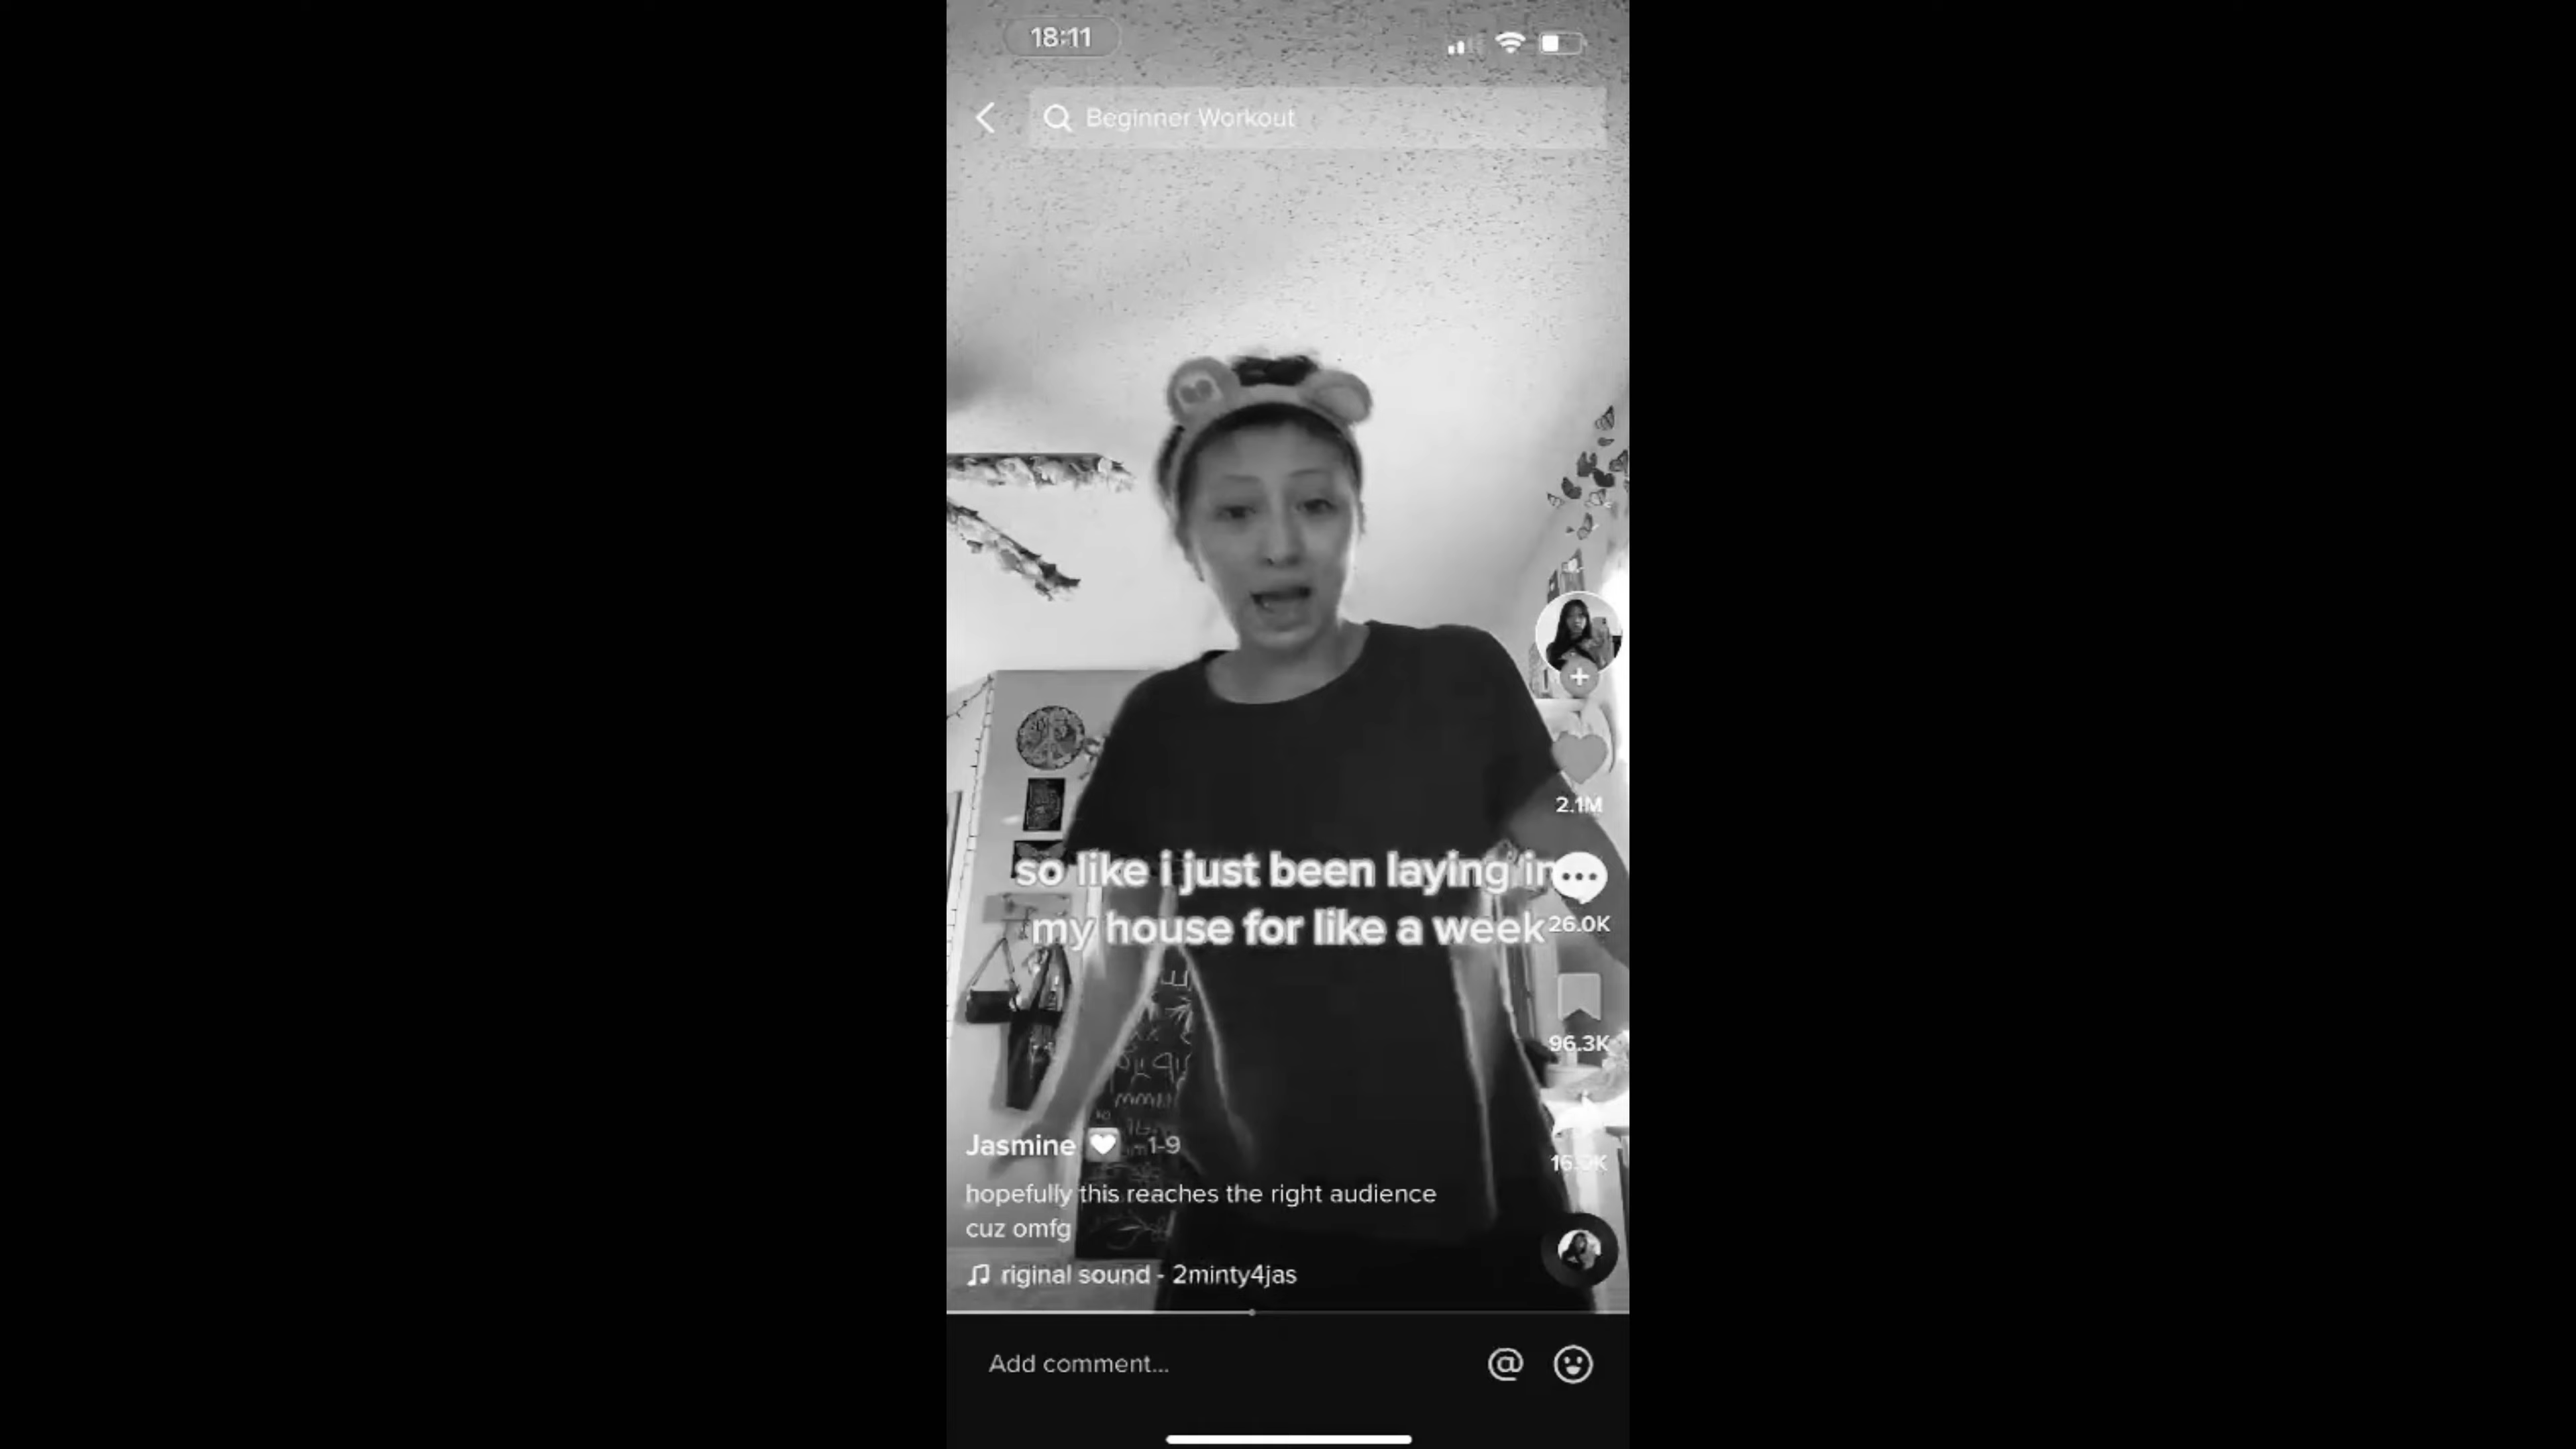 18:11
Beginner Workout
2.1M
so like i just been laying in
my house for like a week
26.0K
96.3K
Jasmine 1-9
hopefully this reaches the right audience
cuz omfg
riginal sound - 2minty4jas
Add comment...